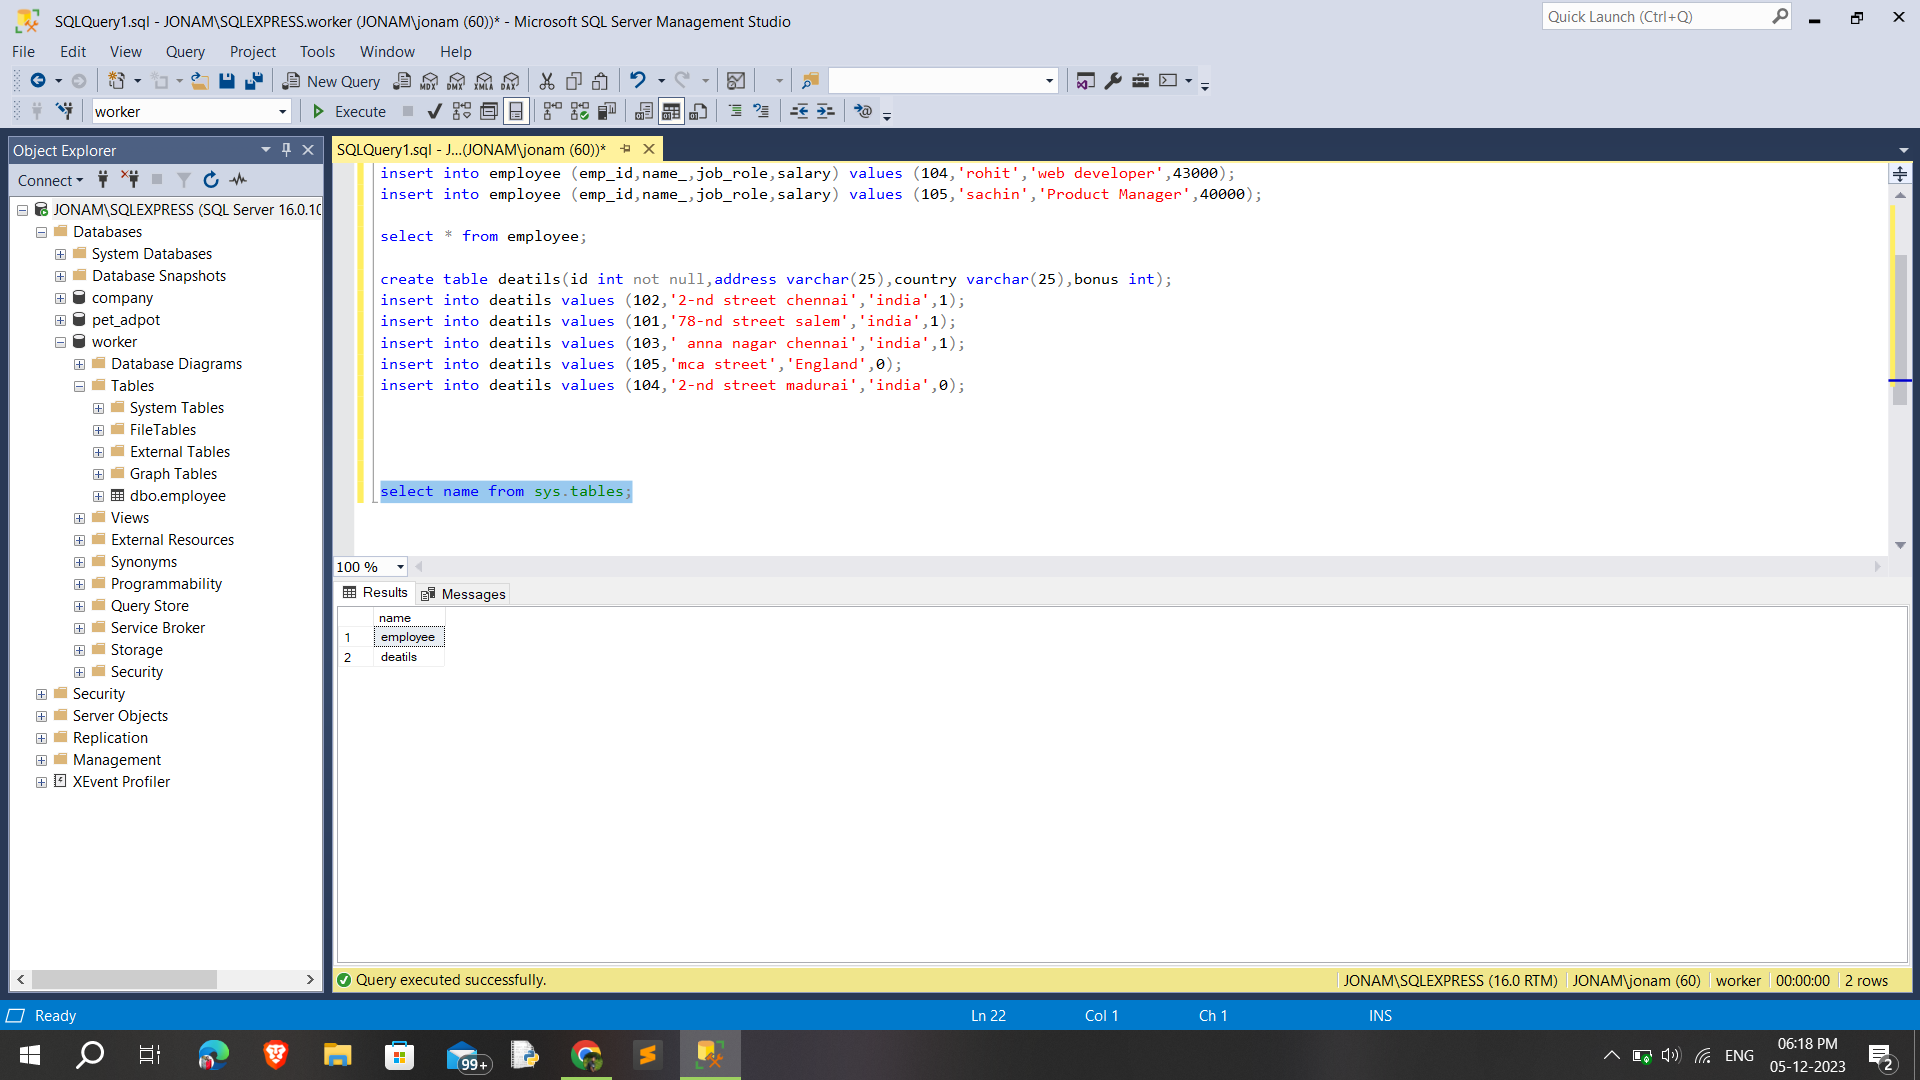 SQLQuery1.sql - JONAM\SQLEXPRESS.worker (JONAM\jonam (60))* - Microsoft SQL Server Management Studio
Quick Launch (Ctrl+Q)
File Edit View Query Project Tools Window Help
New Query MDX DMX XMLA DAX
worker Execute
Object Explorer
Connect
JONAM\SQLEXPRESS (SQL Server 16.0.10
Databases
System Databases
Database Snapshots
company
pet_adpot
worker
Database Diagrams
Tables
System Tables
FileTables
External Tables
Graph Tables
dbo.employee
Views
External Resources
Synonyms
Programmability
Query Store
Service Broker
Storage
Security
Security
Server Objects
Replication
Management
XEvent Profiler
SQLQuery1.sql - J...(JONAM\jonam (60))*
insert into employee (emp_id,name_,job_role,salary) values (104,'rohit','web developer',43000);
insert into employee (emp_id,name_,job_role,salary) values (105,'sachin','Product Manager',40000);
select * from employee;
create table deatils(id int not null,address varchar(25),country varchar(25),bonus int);
insert into deatils values (102,'2-nd street chennai','india',1);
insert into deatils values (101,'78-nd street salem','india',1);
insert into deatils values (103,' anna nagar chennai','india',1);
insert into deatils values (105,'mca street','England',0);
insert into deatils values (104,'2-nd street madurai','india',0);
select name from sys.tables;
100 %
Results Messages
name
1 employee
2 deatils
Query executed successfully.
JONAM\SQLEXPRESS (16.0 RTM) JONAM\jonam (60) worker 00:00:00 2 rows
Ready Ln 22 Col 1 Ch 1 INS
99+
ENG
06:18 PM
05-12-2023
2